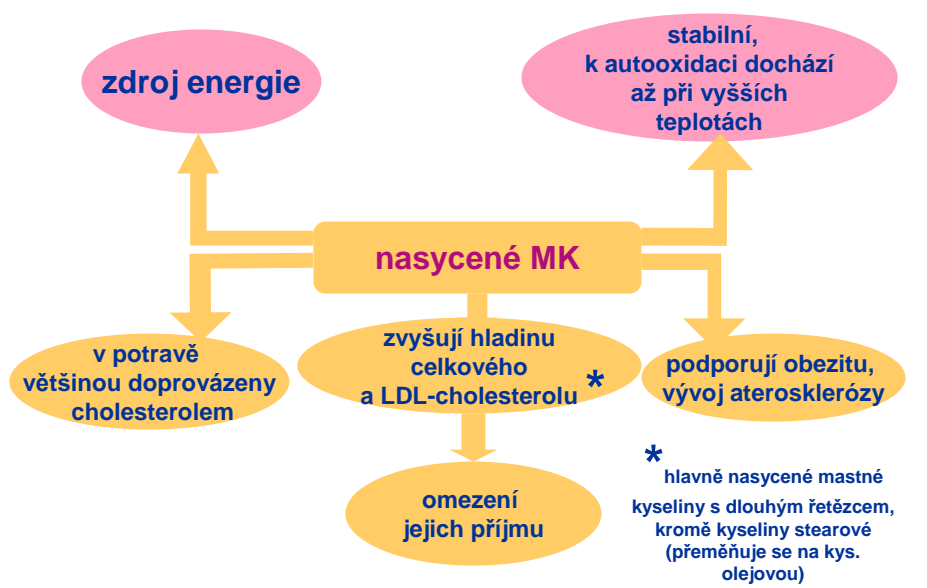 zdroj energie
stabilní,
k autooxidaci dochází
až při vyšších
teplotách
nasycené MK
v potravě
většinou doprovázeny
cholesterolem
zvyšují hladinu
celkového
a LDL-cholesterolu *
podporují obezitu,
vývoj aterosklerózy
omezení
jejich příjmu
* hlavně nasycené mastné
kyseliny s dlouhým řetězcem,
kromě kyseliny stearové
(přeměňuje se na kys.
olejovou)